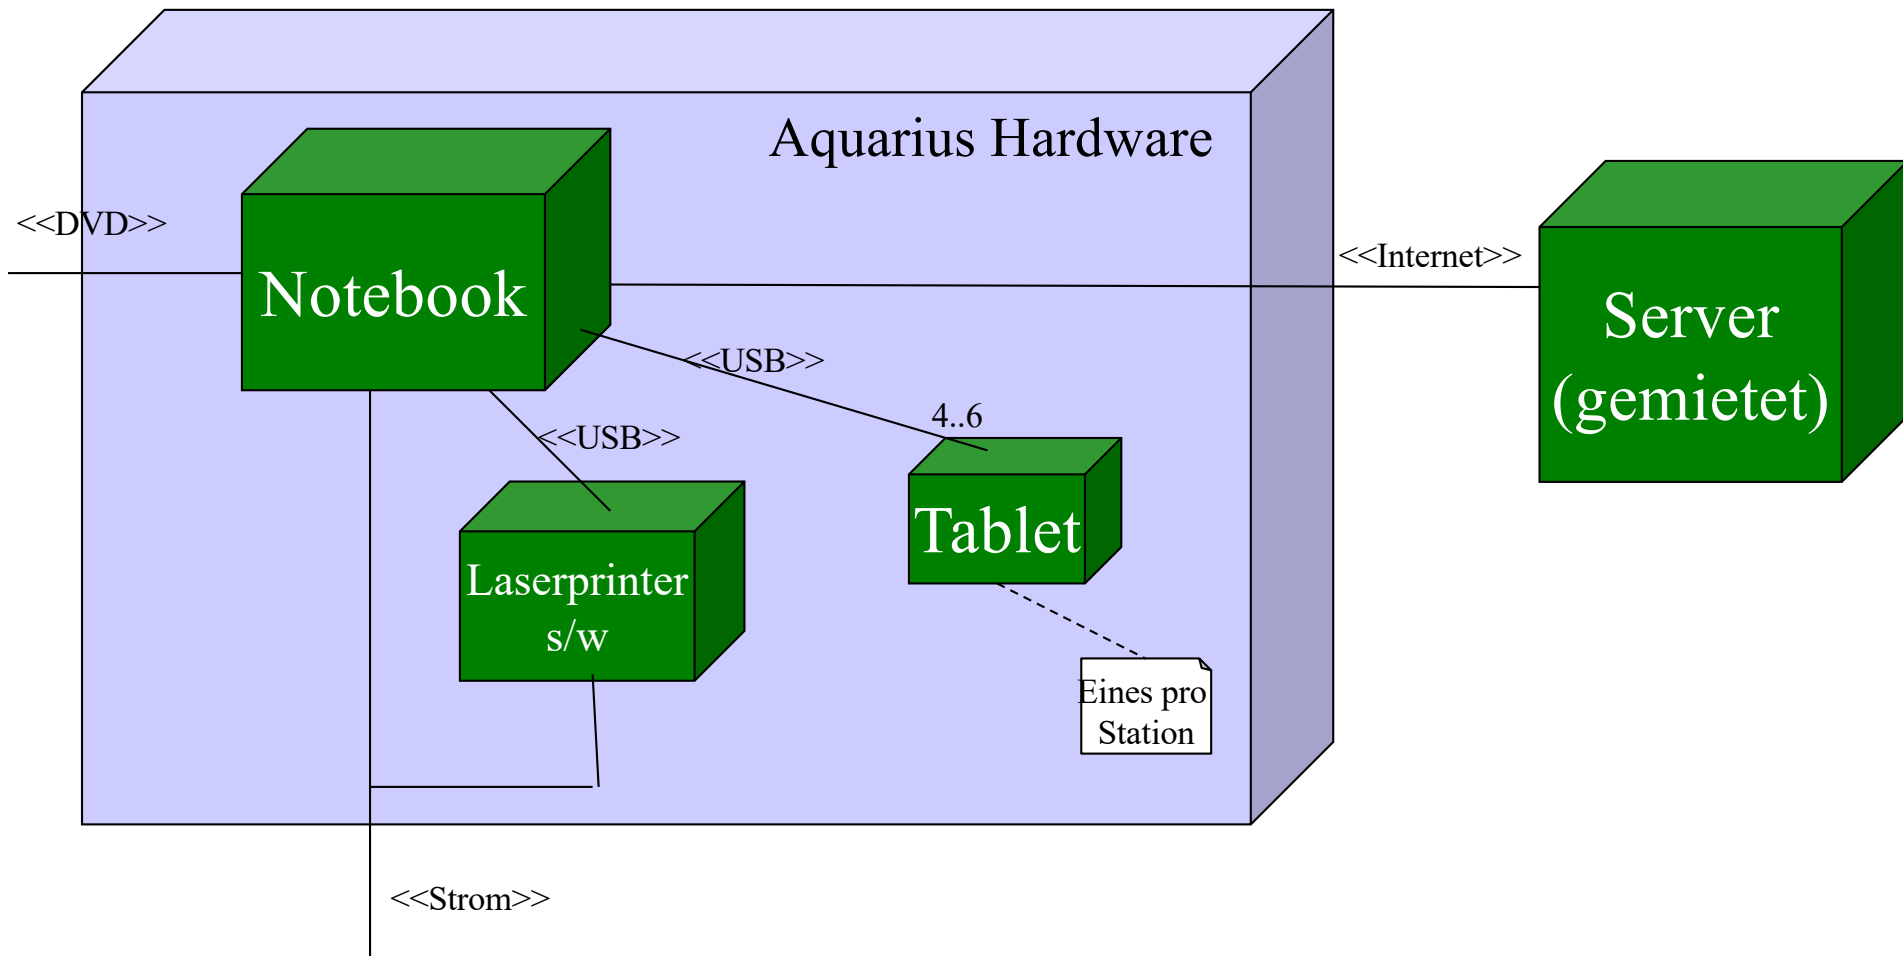 Aquarius Hardware
<<DVD>>
Notebook
<<Internet>>
Server
(gemietet)
<<USB>>
4..6
<<USB>>
Tablet
Laserprinter
s/w
Eines pro
Station
<<Strom>>